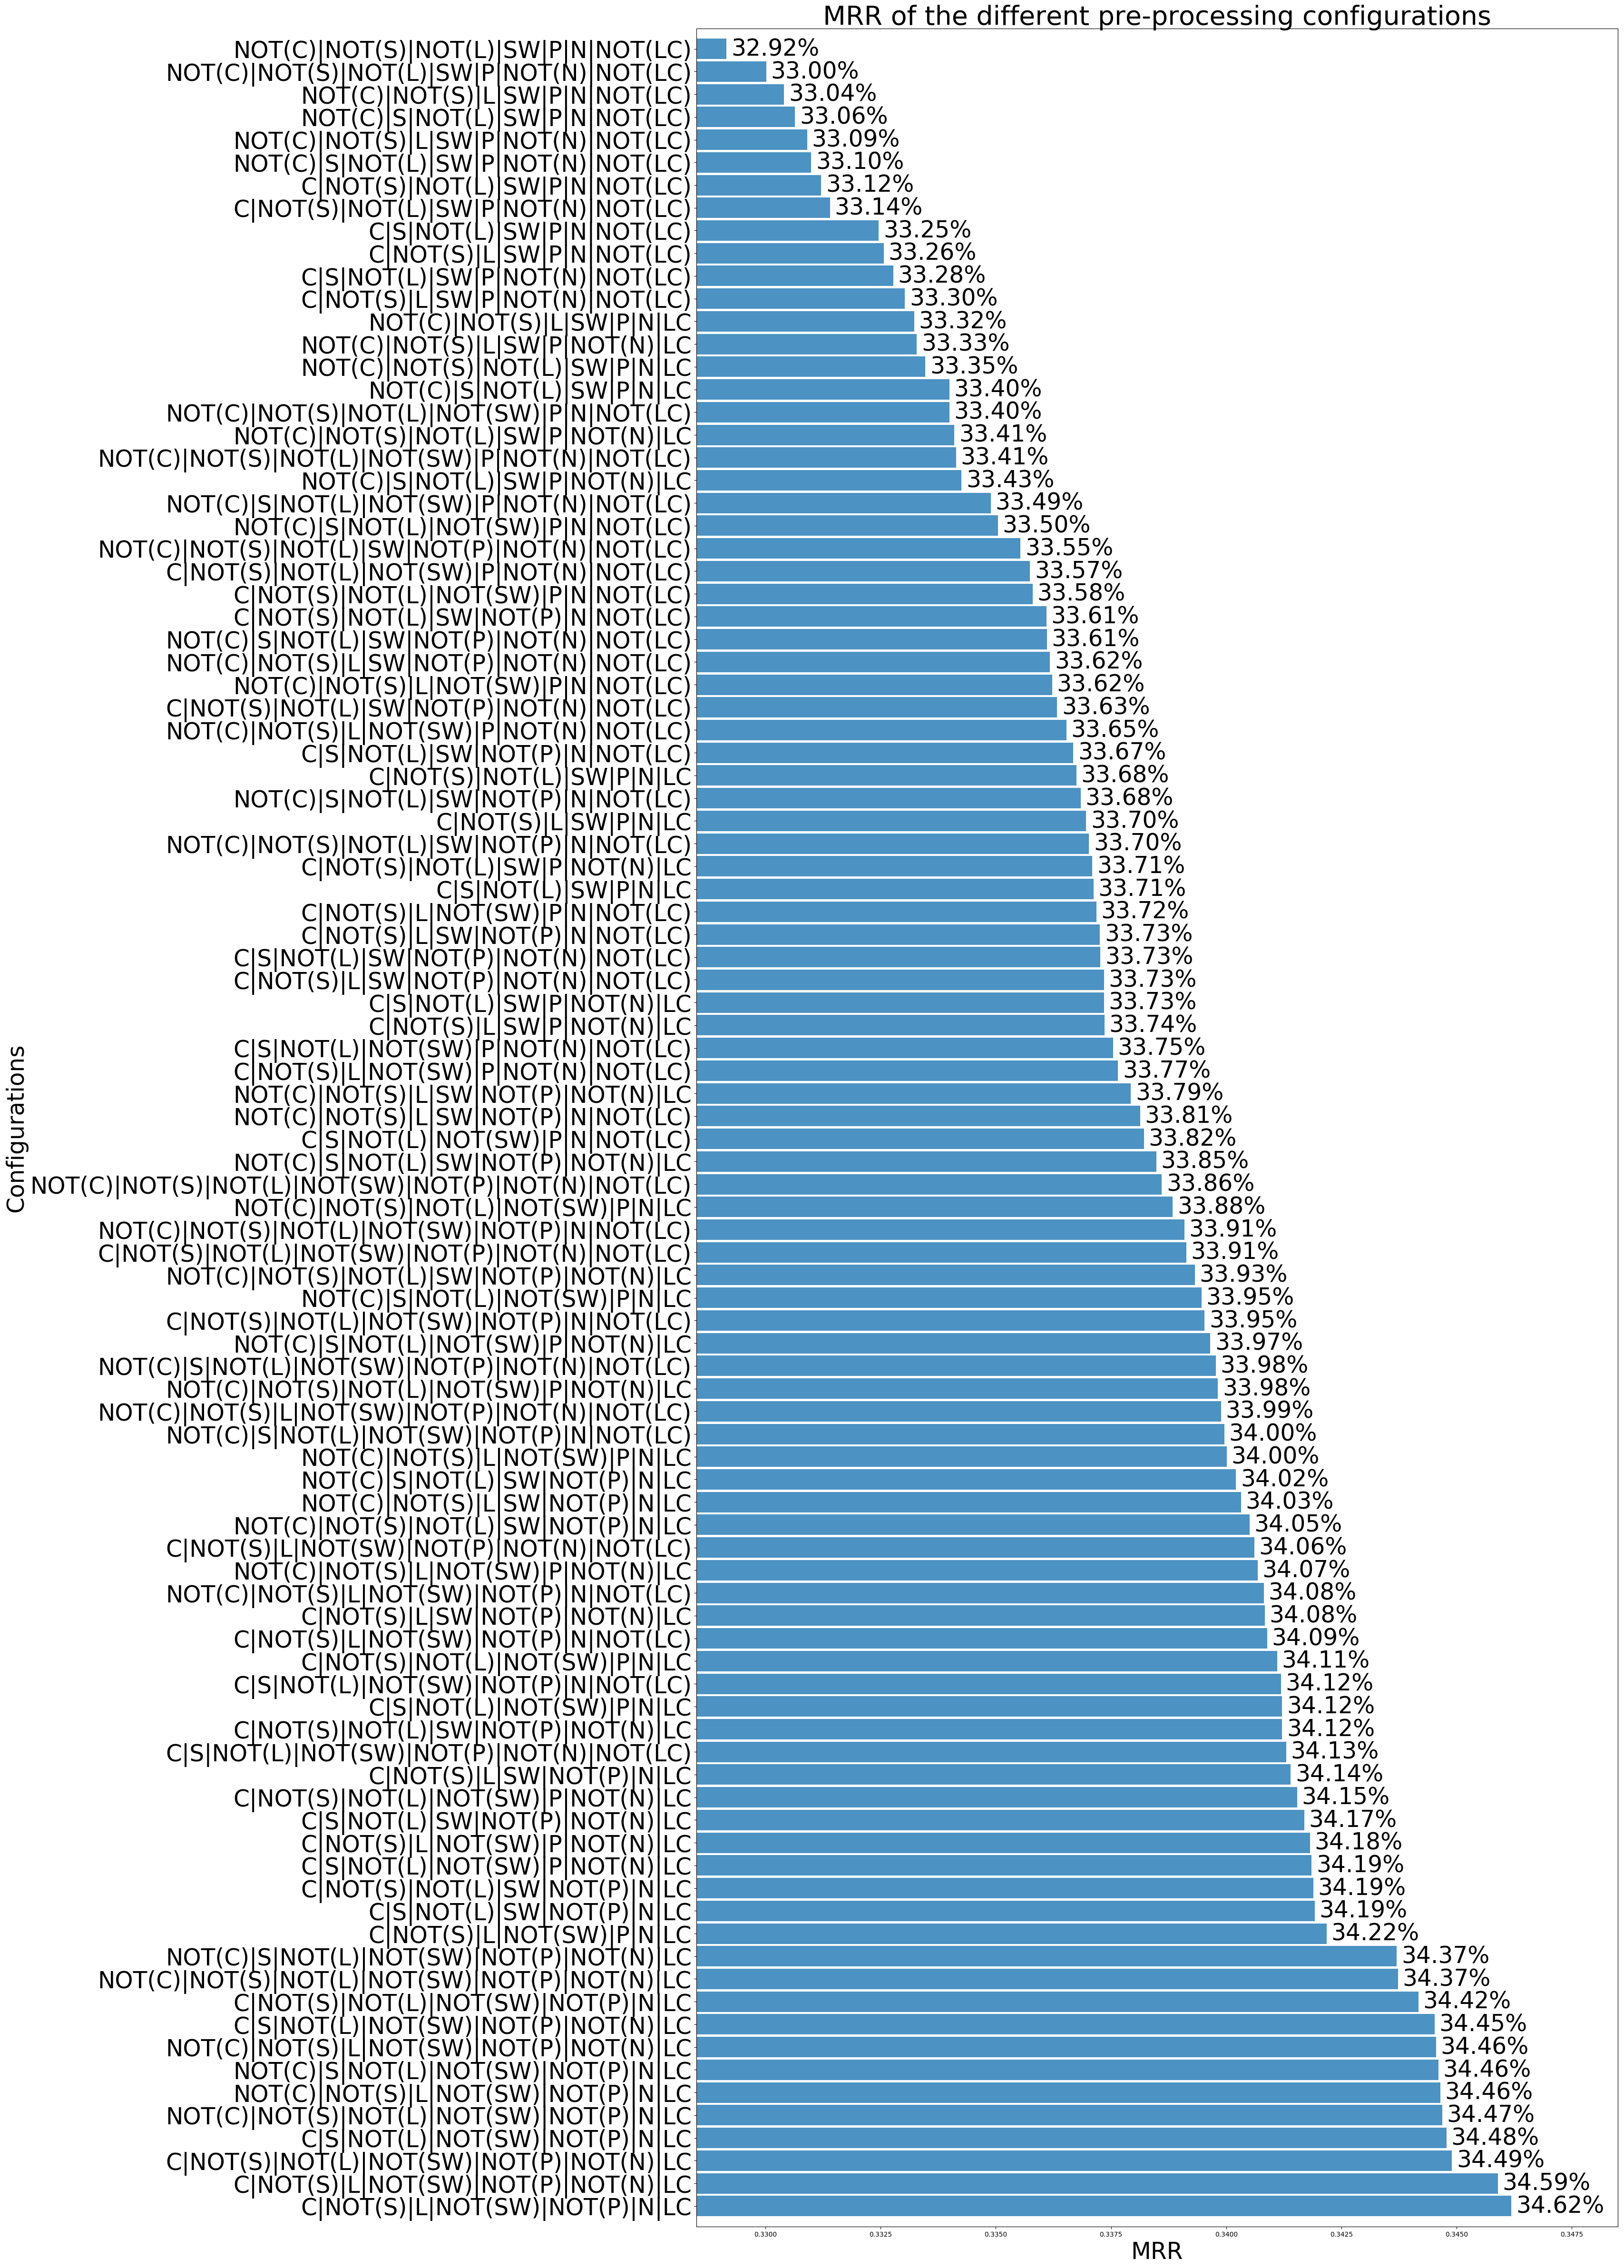 MRR of the different pre-processing configurations
NOT(C)|NOT(S)|NOT(L)|SW|P|N|NOT(LC) 32.92%
NOT(C)|NOT(S)|NOT(L)|SW|P|NOT(N)|NOT(LC) 33.00%
NOT(C)|NOT(S)|L|SW|P|N|NOT(LC) 33.04%
NOT(C)|S|NOT(L)|SW|P|N|NOT(LC) 33.06%
NOT(C)|NOT(S)|L|SW|P|NOT(N)|NOT(LC) 33.09%
NOT(C)|S|NOT(L)|SW|P|NOT(N)|NOT(LC) 33.10%
C|NOT(S)|NOT(L)|SW|P|N|NOT(LC) 33.12%
C|NOT(S)|NOT(L)|SW|P|NOT(N)|NOT(LC) 33.14%
C|S|NOT(L)|SW|P|N|NOT(LC) 33.25%
C|NOT(S)|L|SW|P|N|NOT(LC) 33.26%
C|S|NOT(L)|SW|P|NOT(N)|NOT(LC) 33.28%
C|NOT(S)|L|SW|P|NOT(N)|NOT(LC) 33.30%
NOT(C)|NOT(S)|L|SW|P|N|LC 33.32%
NOT(C)|NOT(S)|L|SW|P|NOT(N)|LC 33.33%
NOT(C)|NOT(S)|NOT(L)|SW|P|N|LC 33.35%
NOT(C)|S|NOT(L)|SW|P|N|LC 33.40%
NOT(C)|NOT(S)|NOT(L)|NOT(SW)|P|N|NOT(LC) 33.40%
NOT(C)|NOT(S)|NOT(L)|SW|P|NOT(N)|LC 33.41%
NOT(C)|NOT(S)|NOT(L)|NOT(SW)|P|NOT(N)|NOT(LC) 33.41%
NOT(C)|S|NOT(L)|SW|P|NOT(N)|LC 33.43%
NOT(C)|S|NOT(L)|NOT(SW)|P|NOT(N)|NOT(LC) 33.49%
NOT(C)|S|NOT(L)|NOT(SW)|P|N|NOT(LC) 33.50%
NOT(C)|NOT(S)|NOT(L)|SW|NOT(P)|NOT(N)|NOT(LC) 33.55%
C|NOT(S)|NOT(L)|NOT(SW)|P|NOT(N)|NOT(LC) 33.57%
C|NOT(S)|NOT(L)|NOT(SW)|P|N|NOT(LC) 33.58%
C|NOT(S)|NOT(L)|SW|NOT(P)|N|NOT(LC) 33.61%
NOT(C)|S|NOT(L)|SW|NOT(P)|NOT(N)|NOT(LC) 33.61%
NOT(C)|NOT(S)|L|SW|NOT(P)|NOT(N)|NOT(LC) 33.62%
NOT(C)|NOT(S)|L|NOT(SW)|P|N|NOT(LC) 33.62%
C|NOT(S)|NOT(L)|SW|NOT(P)|NOT(N)|NOT(LC) 33.63%
NOT(C)|NOT(S)|L|NOT(SW)|P|NOT(N)|NOT(LC) 33.65%
C|S|NOT(L)|SW|NOT(P)|N|NOT(LC) 33.67%
C|NOT(S)|NOT(L)|SW|P|N|LC 33.68%
NOT(C)|S|NOT(L)|SW|NOT(P)|N|NOT(LC) 33.68%
C|NOT(S)|L|SW|P|N|LC 33.70%
NOT(C)|NOT(S)|NOT(L)|SW|NOT(P)|N|NOT(LC) 33.70%
C|NOT(S)|NOT(L)|SW|P|NOT(N)|LC 33.71%
C|S|NOT(L)|SW|P|N|LC 33.71%
C|NOT(S)|L|NOT(SW)|P|N|NOT(LC) 33.72%
C|NOT(S)|L|SW|NOT(P)|N|NOT(LC) 33.73%
C|S|NOT(L)|SW|NOT(P)|NOT(N)|NOT(LC) 33.73%
C|NOT(S)|L|SW|NOT(P)|NOT(N)|NOT(LC) 33.73%
C|S|NOT(L)|SW|P|NOT(N)|LC 33.73%
C|NOT(S)|L|SW|P|NOT(N)|LC 33.74%
C|S|NOT(L)|NOT(SW)|P|NOT(N)|NOT(LC) 33.75%
C|NOT(S)|L|NOT(SW)|P|NOT(N)|NOT(LC) 33.77%
NOT(C)|NOT(S)|L|SW|NOT(P)|NOT(N)|LC 33.79%
NOT(C)|NOT(S)|L|SW|NOT(P)|N|NOT(LC) 33.81%
C|S|NOT(L)|NOT(SW)|P|N|NOT(LC) 33.82%
NOT(C)|S|NOT(L)|SW|NOT(P)|NOT(N)|LC 33.85%
NOT(C)|NOT(S)|NOT(L)|NOT(SW)|NOT(P)|NOT(N)|NOT(LC) 33.86%
NOT(C)|NOT(S)|NOT(L)|NOT(SW)|P|N|LC 33.88%
NOT(C)|NOT(S)|NOT(L)|NOT(SW)|NOT(P)|N|NOT(LC) 33.91%
C|NOT(S)|NOT(L)|NOT(SW)|NOT(P)|NOT(N)|NOT(LC) 33.91%
NOT(C)|NOT(S)|NOT(L)|SW|NOT(P)|NOT(N)|LC 33.93%
NOT(C)|S|NOT(L)|NOT(SW)|P|N|LC 33.95%
C|NOT(S)|NOT(L)|NOT(SW)|NOT(P)|N|NOT(LC) 33.95%
NOT(C)|S|NOT(L)|NOT(SW)|P|NOT(N)|LC 33.97%
NOT(C)|S|NOT(L)|NOT(SW)|NOT(P)|NOT(N)|NOT(LC) 33.98%
NOT(C)|NOT(S)|NOT(L)|NOT(SW)|P|NOT(N)|LC 33.98%
NOT(C)|NOT(S)|L|NOT(SW)|NOT(P)|NOT(N)|NOT(LC) 33.99%
NOT(C)|S|NOT(L)|NOT(SW)|NOT(P)|N|NOT(LC) 34.00%
NOT(C)|NOT(S)|L|NOT(SW)|P|N|LC 34.00%
NOT(C)|S|NOT(L)|SW|NOT(P)|N|LC 34.02%
NOT(C)|NOT(S)|L|SW|NOT(P)|N|LC 34.03%
NOT(C)|NOT(S)|NOT(L)|SW|NOT(P)|N|LC 34.05%
C|NOT(S)|L|NOT(SW)|NOT(P)|NOT(N)|NOT(LC) 34.06%
NOT(C)|NOT(S)|L|NOT(SW)|P|NOT(N)|LC 34.07%
NOT(C)|NOT(S)|L|NOT(SW)|NOT(P)|N|NOT(LC) 34.08%
C|NOT(S)|L|SW|NOT(P)|NOT(N)|LC 34.08%
C|NOT(S)|L|NOT(SW)|NOT(P)|N|NOT(LC) 34.09%
C|NOT(S)|NOT(L)|NOT(SW)|P|N|LC 34.11%
C|S|NOT(L)|NOT(SW)|NOT(P)|N|NOT(LC) 34.12%
C|S|NOT(L)|NOT(SW)|P|N|LC 34.12%
C|NOT(S)|NOT(L)|SW|NOT(P)|NOT(N)|LC 34.12%
C|S|NOT(L)|NOT(SW)|NOT(P)|NOT(N)|NOT(LC) 34.13%
C|NOT(S)|L|SW|NOT(P)|N|LC 34.14%
C|NOT(S)|NOT(L)|NOT(SW)|P|NOT(N)|LC 34.15%
C|S|NOT(L)|SW|NOT(P)|NOT(N)|LC 34.17%
C|NOT(S)|L|NOT(SW)|P|NOT(N)|LC 34.18%
C|S|NOT(L)|NOT(SW)|P|NOT(N)|LC 34.19%
C|NOT(S)|NOT(L)|SW|NOT(P)|N|LC 34.19%
C|S|NOT(L)|SW|NOT(P)|N|LC 34.19%
C|NOT(S)|L|NOT(SW)|P|N|LC 34.22%
NOT(C)|S|NOT(L)|NOT(SW)|NOT(P)|NOT(N)|LC 34.37%
NOT(C)|NOT(S)|NOT(L)|NOT(SW)|NOT(P)|NOT(N)|LC 34.37%
C|NOT(S)|NOT(L)|NOT(SW)|NOT(P)|N|LC 34.42%
C|S|NOT(L)|NOT(SW)|NOT(P)|NOT(N)|LC 34.45%
NOT(C)|NOT(S)|L|NOT(SW)|NOT(P)|NOT(N)|LC 34.46%
NOT(C)|S|NOT(L)|NOT(SW)|NOT(P)|N|LC 34.46%
NOT(C)|NOT(S)|L|NOT(SW)|NOT(P)|N|LC 34.46%
NOT(C)|NOT(S)|NOT(L)|NOT(SW)|NOT(P)|N|LC 34.47%
C|S|NOT(L)|NOT(SW)|NOT(P)|N|LC 34.48%
C|NOT(S)|NOT(L)|NOT(SW)|NOT(P)|NOT(N)|LC 34.49%
C|NOT(S)|L|NOT(SW)|NOT(P)|NOT(N)|LC 34.59%
C|NOT(S)|L|NOT(SW)|NOT(P)|N|LC 34.62%
Configurations
0.3300 0.3325 0.3350 0.3375 0.3400 0.3425 0.3450 0.3475
MRR